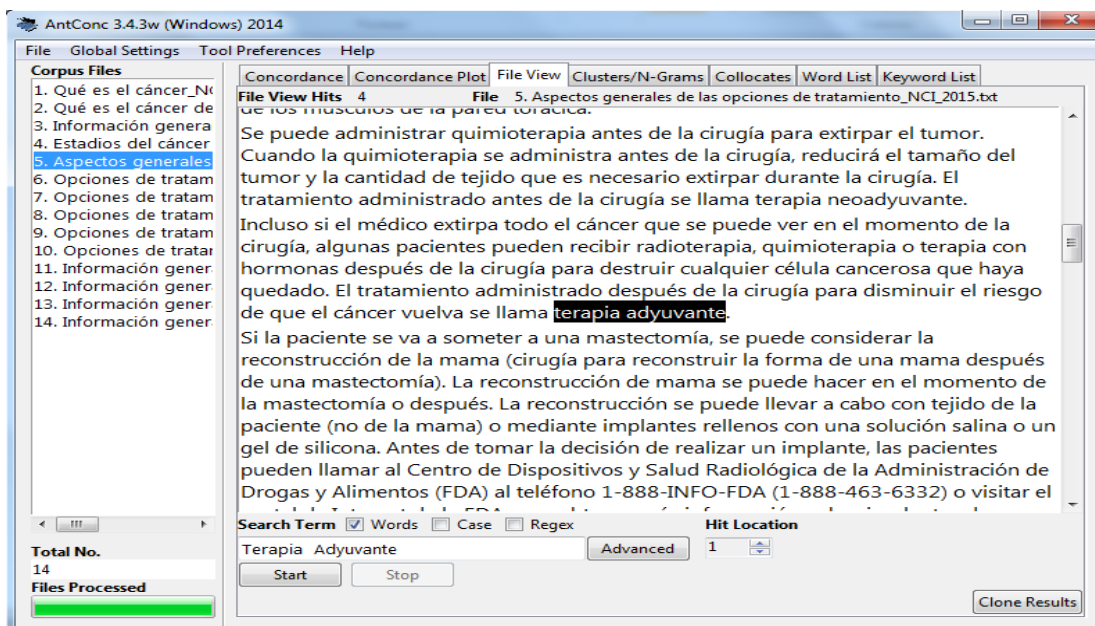 AntConc 3.4.3w (Windows) 2014
File Global Settings Tool Preferences Help
Corpus Files
1. Qué es el cáncer_N
2. Qué es el cáncer de
3. Información genera
4. Estadios del cáncer
5. Aspectos generales
6. Opciones de tratam
7. Opciones de tratam
8. Opciones de tratam
9. Opciones de tratam
10. Opciones de tratar
11. Información gener
12. Información gener
13. Información gener
14. Información gener
Total No.
14
Files Processed
Concordance Concordance Plot File View Clusters/N-Grams Collocates Word List Keyword List
File View Hits 4 File 5. Aspectos generales de las opciones de tratamiento_NCI_2015.txt
de los músculos de la pared torácica.
Se puede administrar quimioterapia antes de la cirugía para extirpar el tumor.
Cuando la quimioterapia se administra antes de la cirugía, reducirá el tamaño del
tumor y la cantidad de tejido que es necesario extirpar durante la cirugía. El
tratamiento administrado antes de la cirugía se llama terapia neoadyuvante.
Incluso si el médico extirpa todo el cáncer que se puede ver en el momento de la
cirugía, algunas pacientes pueden recibir radioterapia, quimioterapia o terapia con
hormonas después de la cirugía para destruir cualquier célula cancerosa que haya
quedado. El tratamiento administrado después de la cirugía para disminuir el riesgo
de que el cáncer vuelva se llama terapia adyuvante.
Si la paciente se va a someter a una mastectomía, se puede considerar la
reconstrucción de la mama (cirugía para reconstruir la forma de una mama después
de una mastectomía). La reconstrucción de mama se puede hacer en el momento de
la mastectomía o después. La reconstrucción se puede llevar a cabo con tejido de la
paciente (no de la mama) o mediante implantes rellenos con una solución salina o un
gel de silicona. Antes de tomar la decisión de realizar un implante, las pacientes
pueden llamar al Centro de Dispositivos y Salud Radiológica de la Administración de
Drogas y Alimentos (FDA) al teléfono 1-888-INFO-FDA (1-888-463-6332) o visitar el
Search Term Words Case Regex Hit Location
Terapia Adyuvante Advanced 1
Start Stop
Clone Results